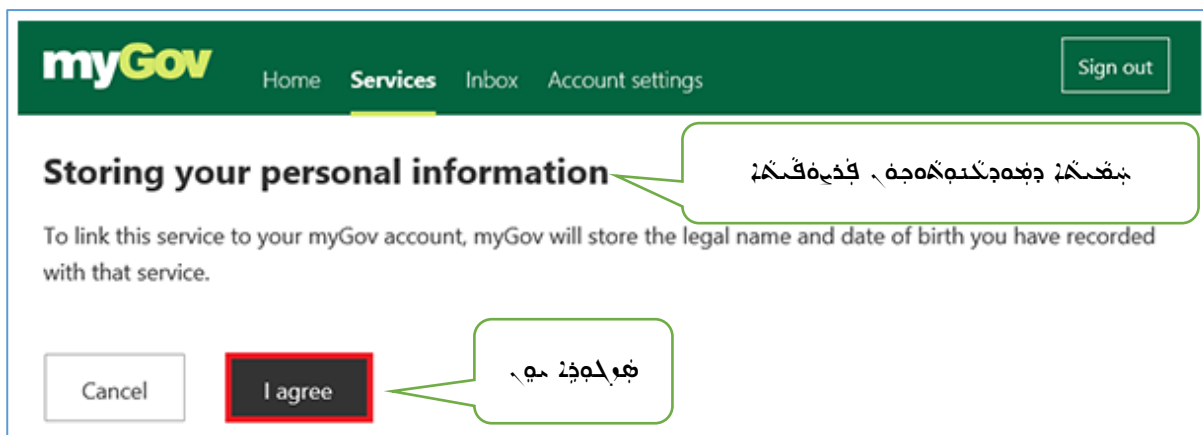 myGov
Home Services Inbox Account settings
Sign out
Storing your personal information
To link this service to your myGov account, myGov will store the legal name and date of birth you have recorded
with that service.
Cancel
I agree